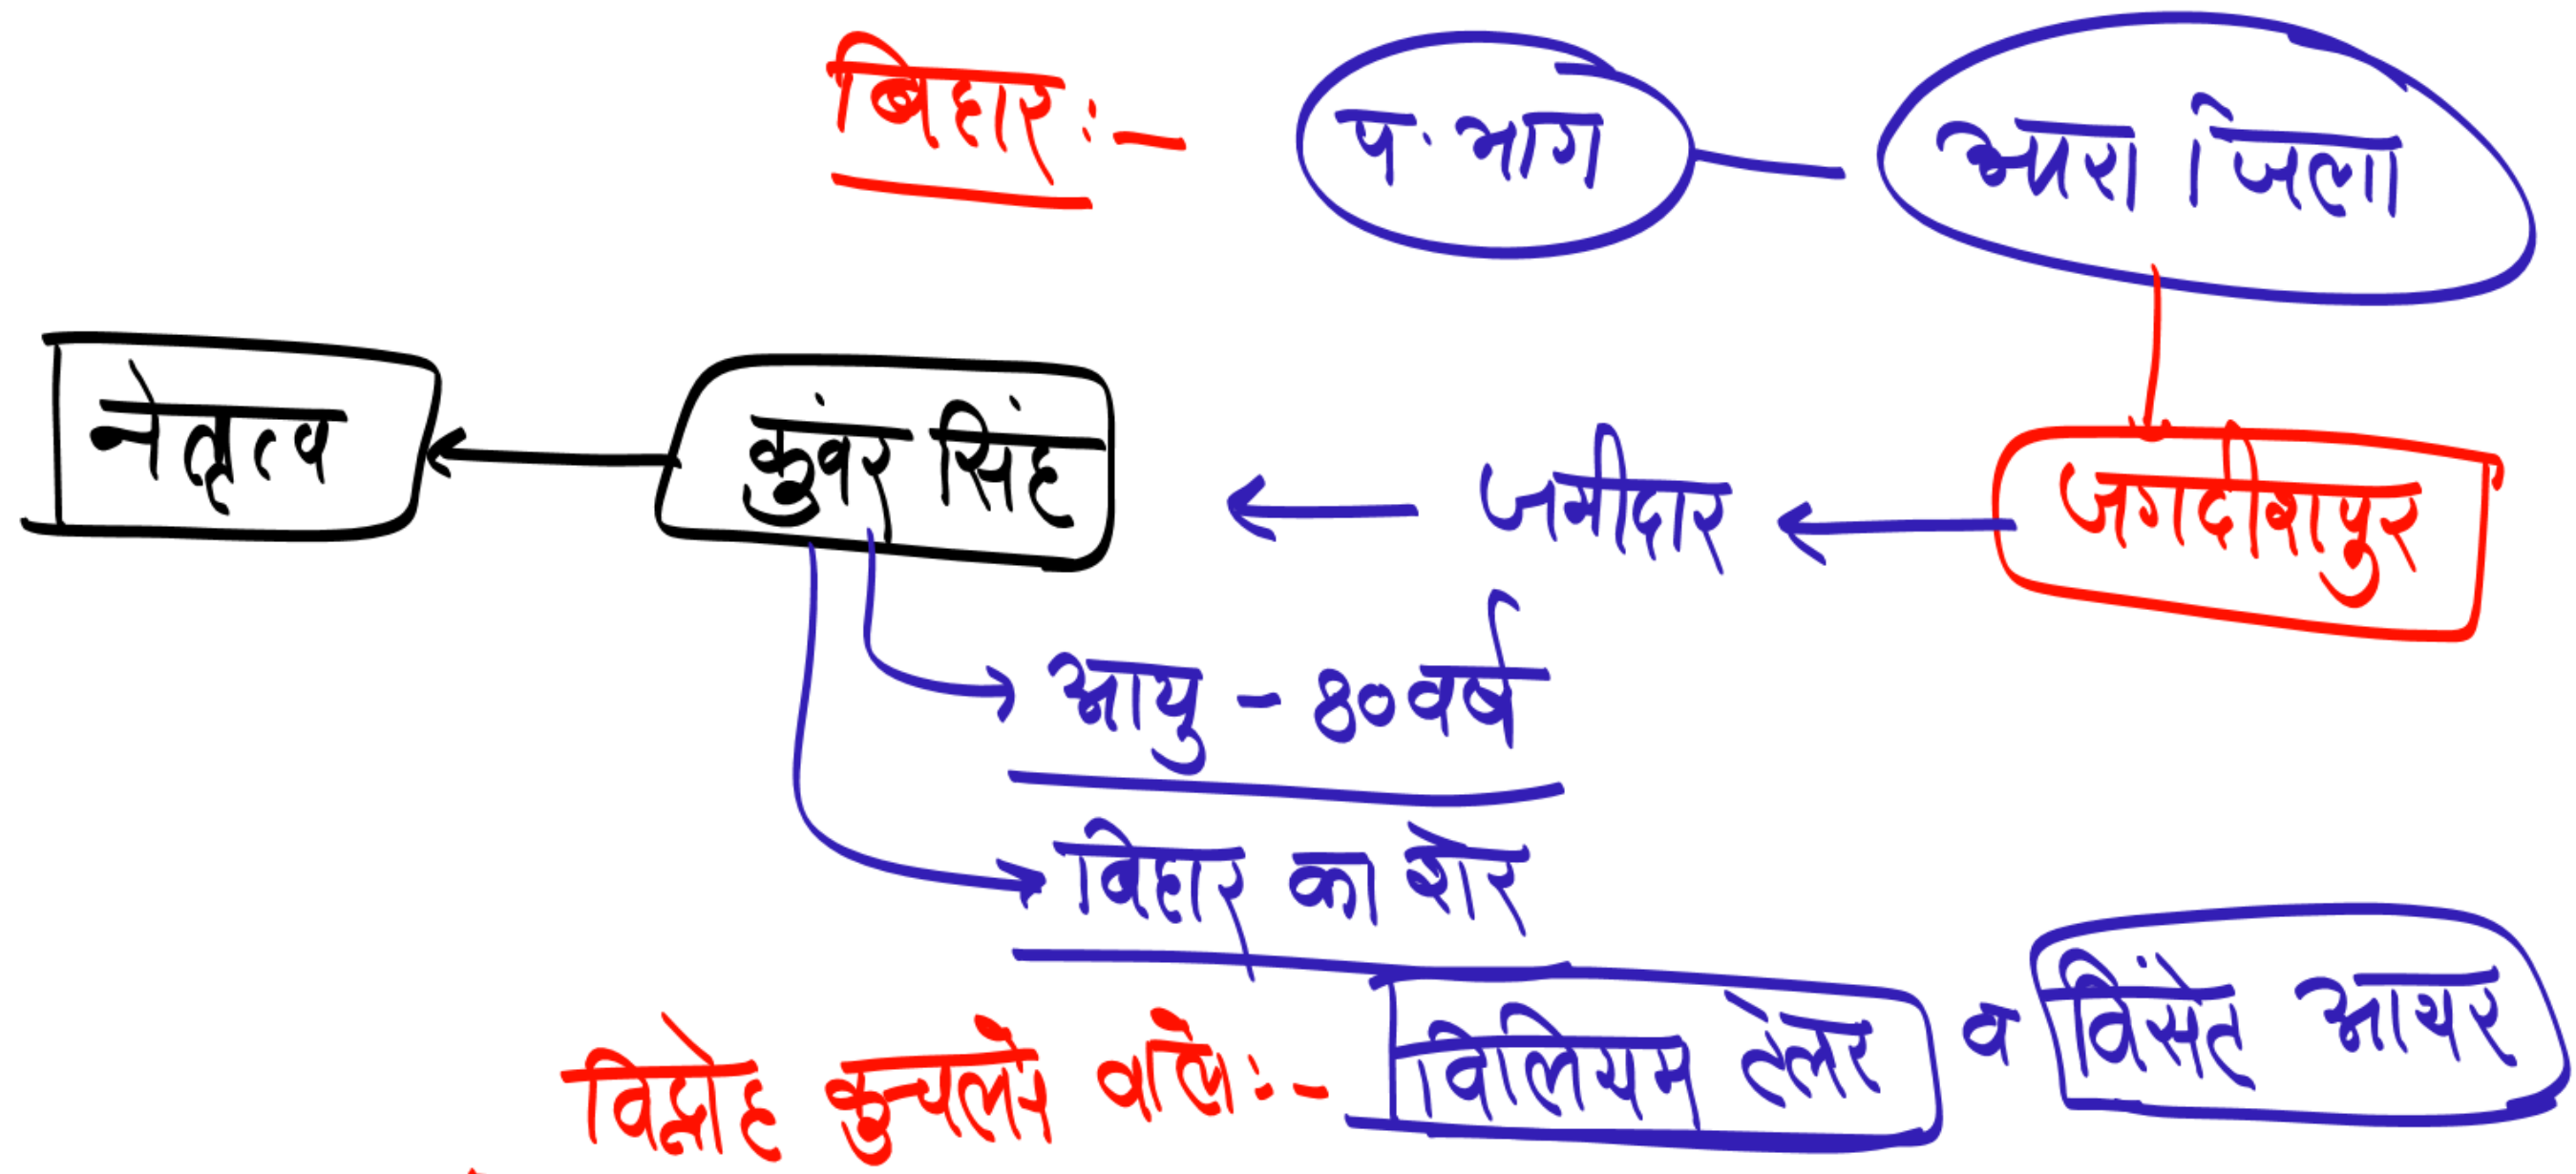 बिहार:- प. भाग — आरा जिला
नेतृत्व ← कुंवर सिंह ← जमीदार ← जगदीशपुर
→ आयु - 80 वर्ष
→ बिहार का शेर
विद्रोह कुचलने वाले:- विलियम टेलर व विंसेट आयर